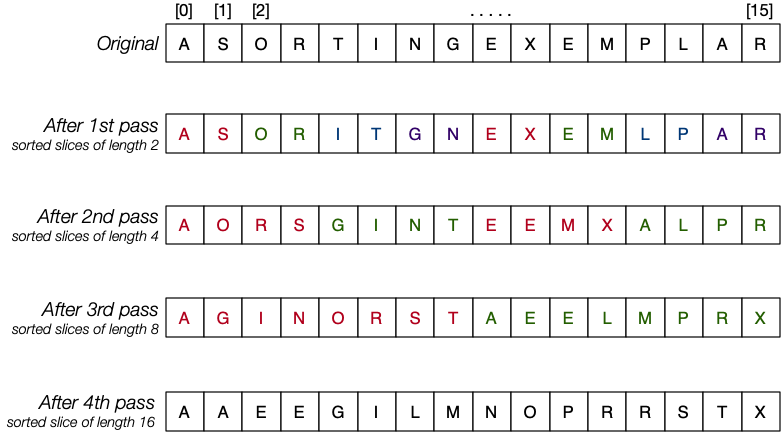 [0] [1] [2] ..... [15]
Original A S O R T I N G E X E M P L A R
After 1st pass A S O R I T G N E X E M L P A R
sorted slices of length 2
After 2nd pass A O R S G I N T E E M X A L P R
sorted slices of length 4
After 3rd pass A G I N O R S T A E E L M P R X
sorted slices of length 8
After 4th pass A A E E G I L M N O P R R S T X
sorted slice of length 16